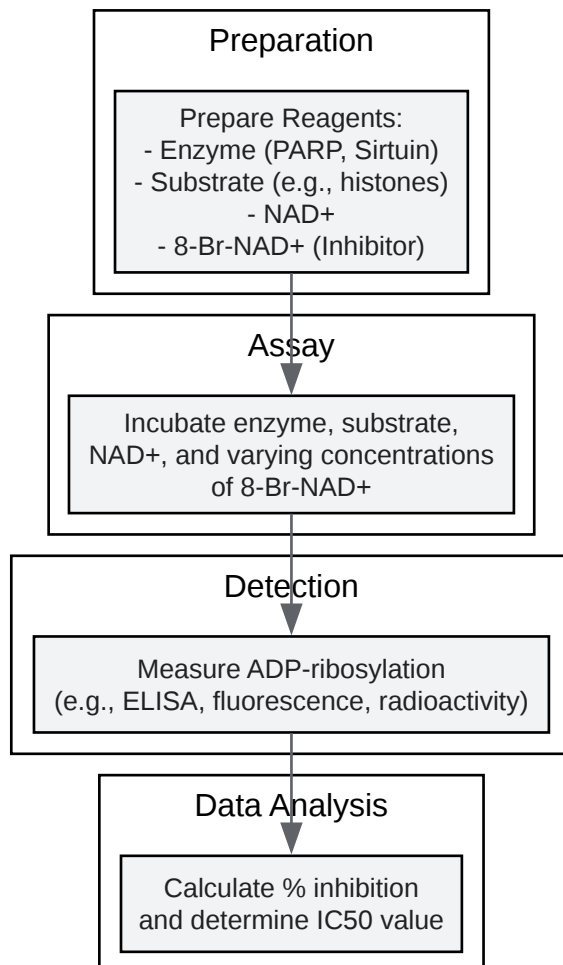 Preparation
Prepare Reagents:
- Enzyme (PARP, Sirtuin)
- Substrate (e.g., histones)
- NAD+
- 8-Br-NAD+ (Inhibitor)
Assay
Incubate enzyme, substrate,
NAD+, and varying concentrations
of 8-Br-NAD+
Detection
Measure ADP-ribosylation
(e.g., ELISA, fluorescence, radioactivity)
Data Analysis
Calculate % inhibition
and determine IC50 value